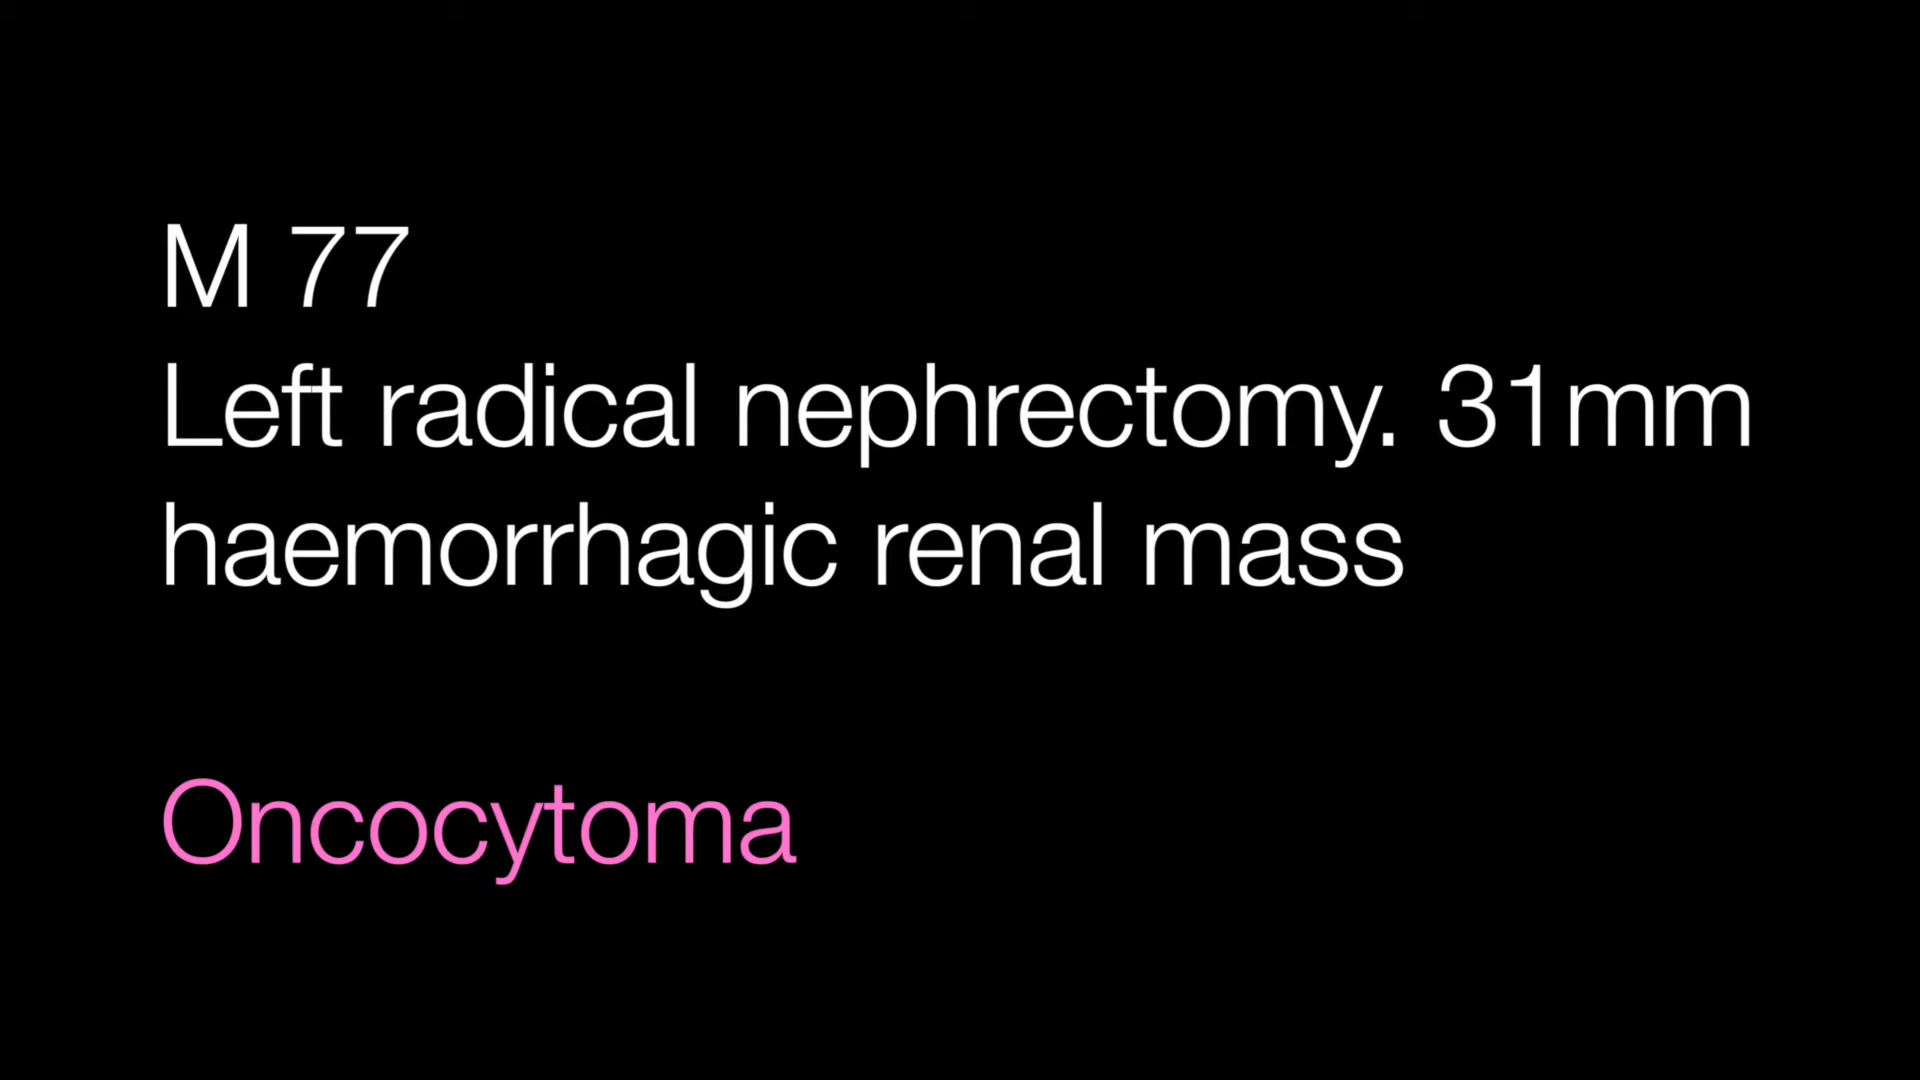 M 77
Left radical nephrectomy. 31mm
haemorrhagic renal mass
Oncocytoma